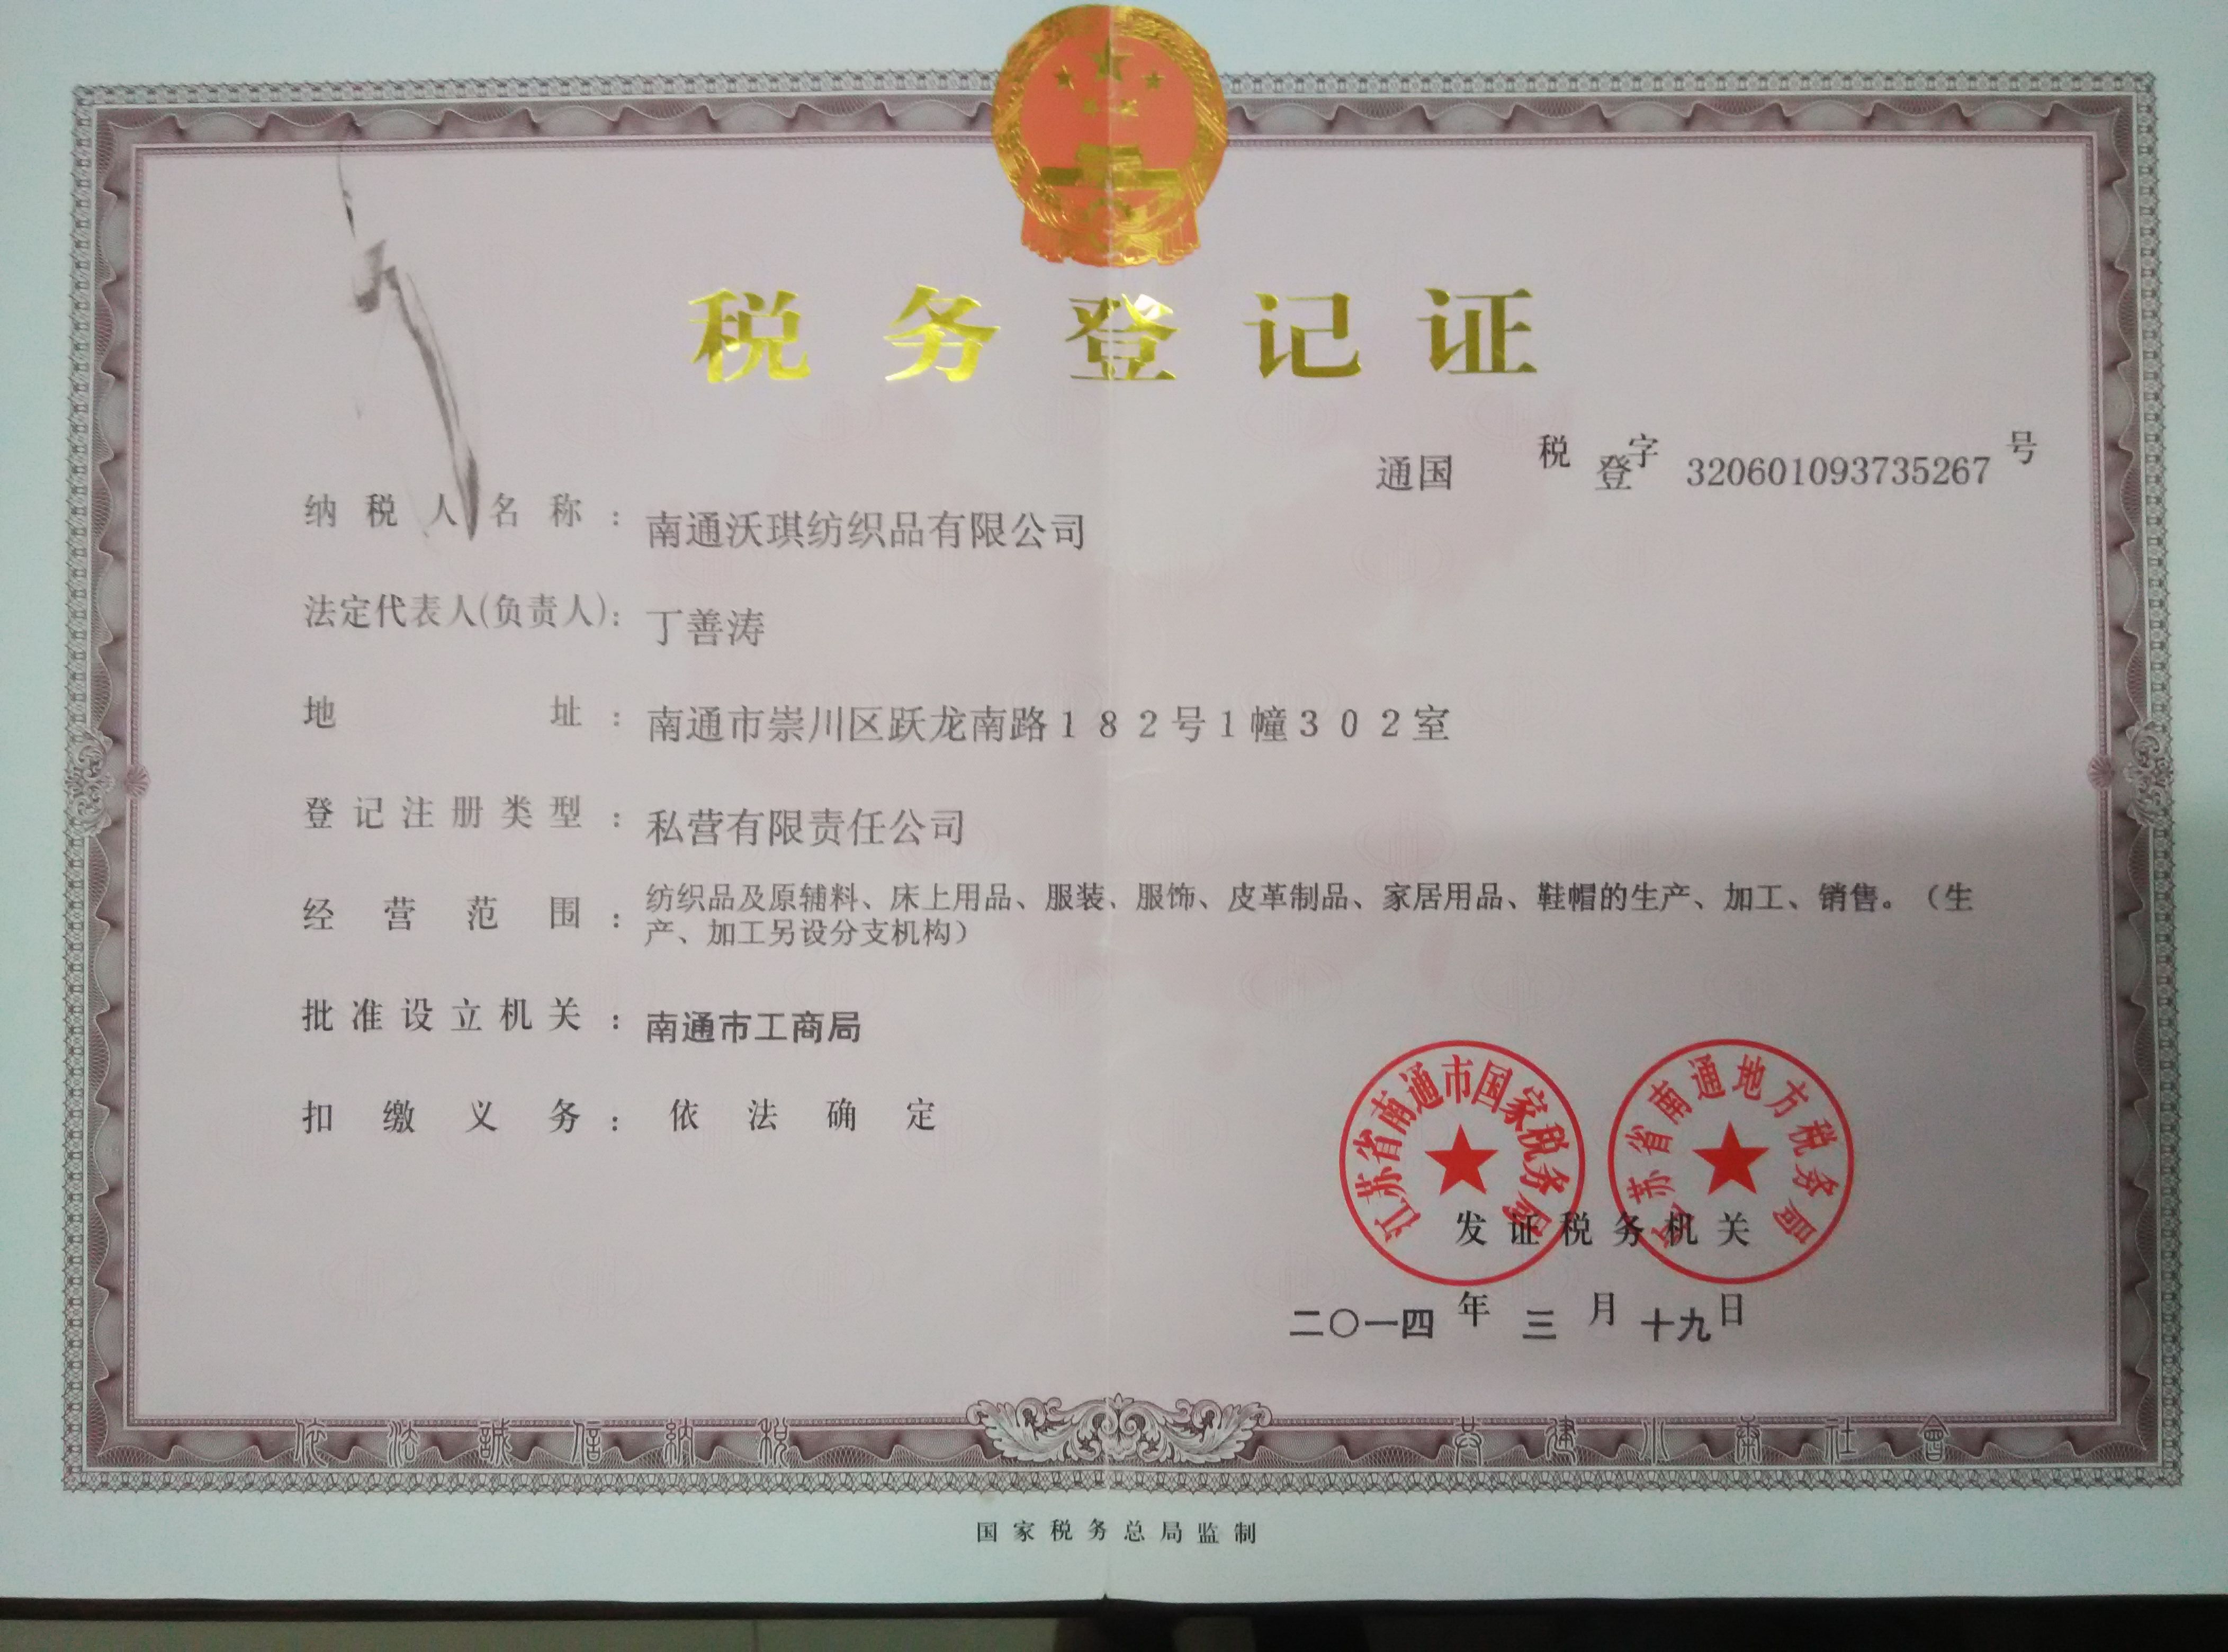 税务登记证
通国 税登字 320601093735267 号
纳税人名称：南通沃琪纺织品有限公司
法定代表人(负责人)：丁善涛
地址：南通市崇川区跃龙南路１８２号１幢３０２室
登记注册类型：私营有限责任公司
经营范围：纺织品及原辅料、床上用品、服装、服饰、皮革制品、家居用品、鞋帽的生产、加工、销售。（生
产、加工另设分支机构）
批准设立机关：南通市工商局
扣缴义务：依法确定
江苏省南通市国家税务局
江苏省南通地方税务局
发证税务机关
二〇一四年三月十九日
依法誠信納税
共建小康社會
国家税务总局监制